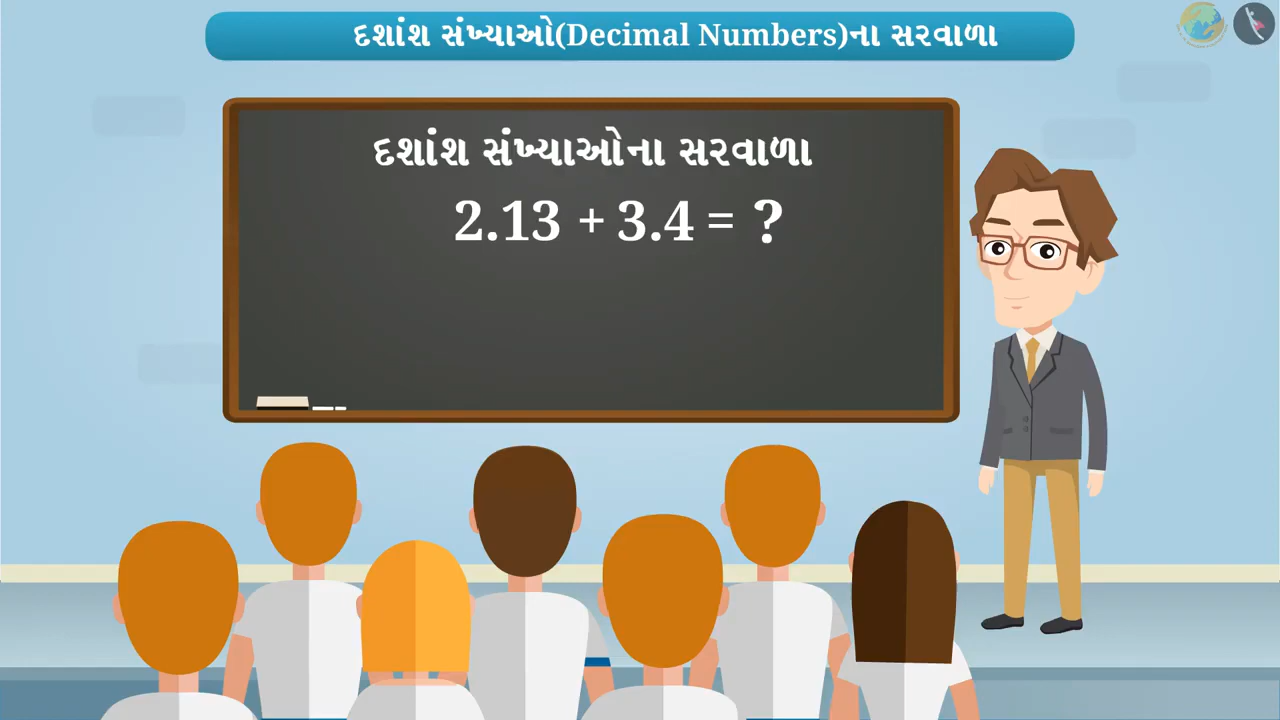 દશાંશ સંખ્યાઓ(Decimal Numbers)ના સરવાળા
દશાંશ સંખ્યાઓના સરવાળા
2.13 + 3.4 = ?